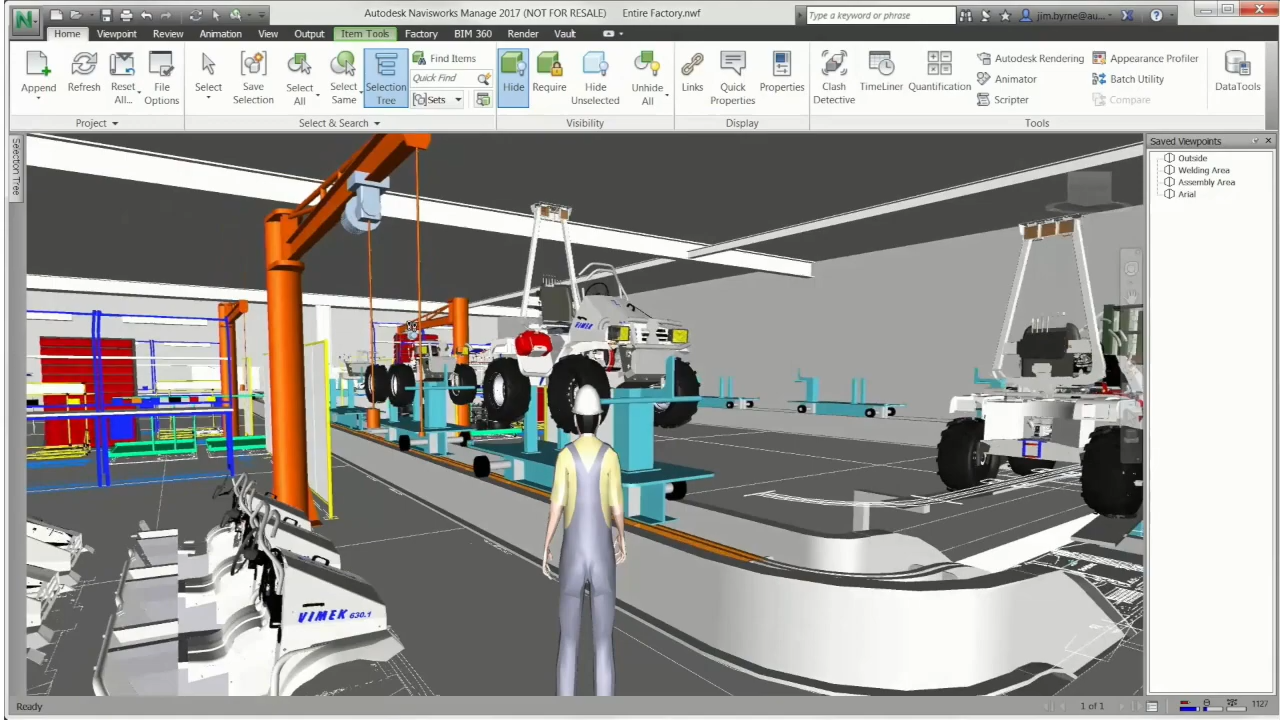 Autodesk Navisworks Manage 2017 (NOT FOR RESALE) Entire Factory.nwf
Type a keyword or phrase
jim.byrne@au...
Home Viewpoint Review Animation View Output Item Tools Factory BIM 360 Render Vault
Append Refresh Reset All... File Options
Select Save Selection Select All Select Same Selection Tree
Find Items
Quick Find
Sets
Hide Require Hide Unselected Unhide All
Links Quick Properties Properties
Clash Detective TimeLiner Quantification
Autodesk Rendering
Animator
Scripter
Appearance Profiler
Batch Utility
Compare
DataTools
Project Select & Search Visibility Display Tools
Selection Tree
Saved Viewpoints
Outside
Welding Area
Assembly Area
Arial
VIMEK
VIMEK 630.1
Ready
1 of 1
1127